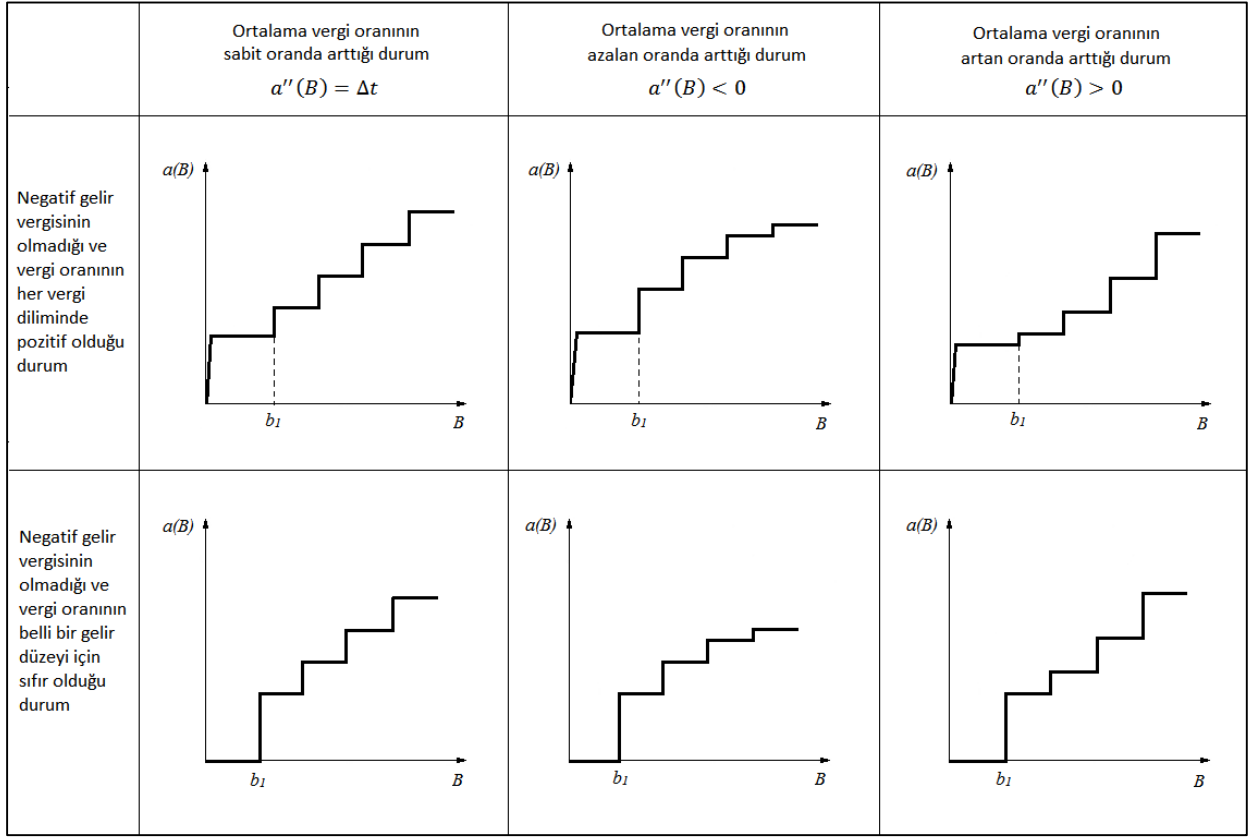 Ortalama vergi oranının
sabit oranda arttığı durum
a′′(B) = Δt
Ortalama vergi oranının
azalan oranda arttığı durum
a′′(B) < 0
Ortalama vergi oranının
artan oranda arttığı durum
a′′(B) > 0
Negatif gelir
vergisinin
olmadığı ve
vergi oranının
her vergi
diliminde
pozitif olduğu
durum
a(B)
b1
B
a(B)
b1
B
a(B)
b1
B
Negatif gelir
vergisinin
olmadığı ve
vergi oranının
belli bir gelir
düzeyi için
sıfır olduğu
durum
a(B)
b1
B
a(B)
b1
B
a(B)
b1
B